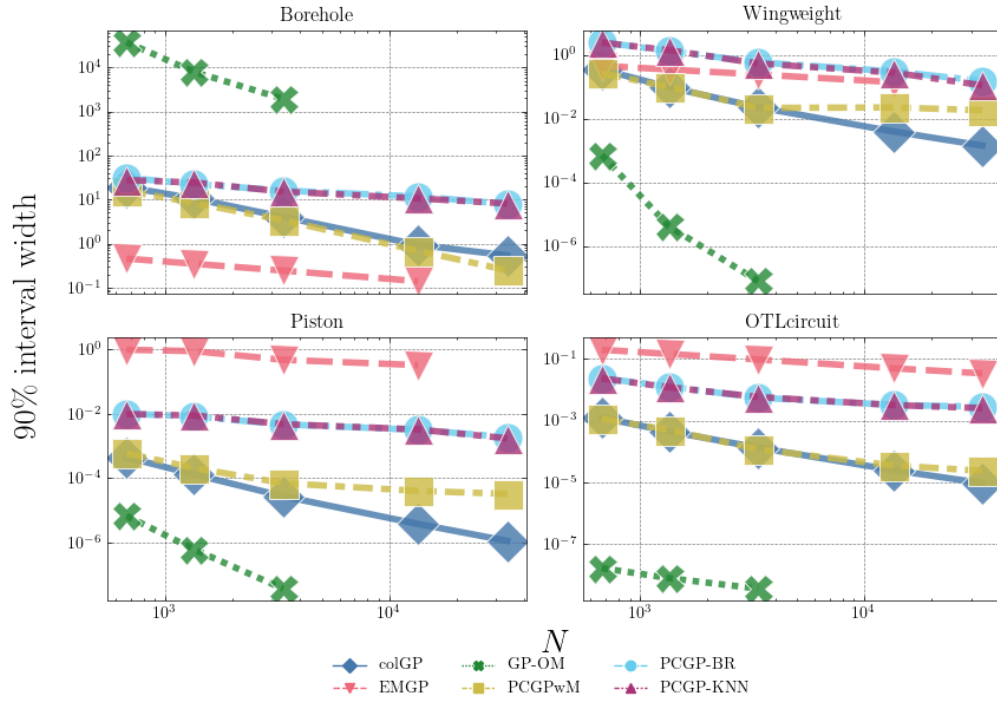 Borehole
Wingweight
10^4
10^3
10^2
10^1
10^0
10^-1
10^0
10^-2
10^-4
10^-6
90% interval width
Piston
OTLcircuit
10^0
10^-2
10^-4
10^-6
10^-1
10^-3
10^-5
10^-7
10^3
10^4
10^3
10^4
N
colGP
GP-OM
PCGP-BR
EMGP
PCGPwM
PCGP-KNN